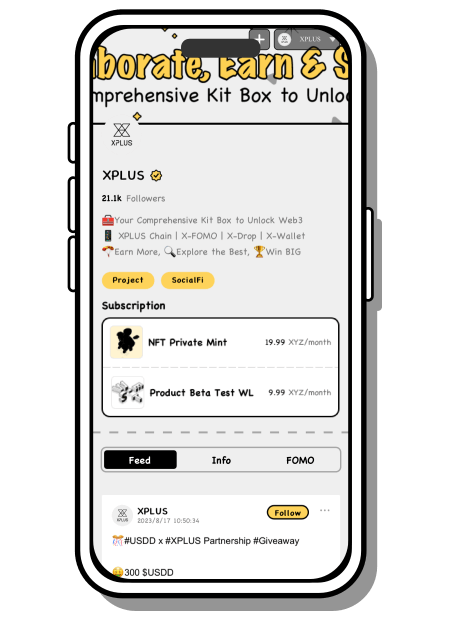 XPLUS
borate, Earn & S
mprehensive Kit Box to Unloc
XPLUS
XPLUS
21.1k Followers
Your Comprehensive Kit Box to Unlock Web3
XPLUS Chain | X-FOMO | X-Drop | X-Wallet
Earn More, Explore the Best, Win BIG
Project SocialFi
Subscription
NFT Private Mint 19.99 XYZ/month
Product Beta Test WL 9.99 XYZ/month
Feed Info FOMO
XPLUS Follow ...
XPLUS 2023/8/17 10:50:34
#USDD x #XPLUS Partnership #Giveaway
300 $USDD